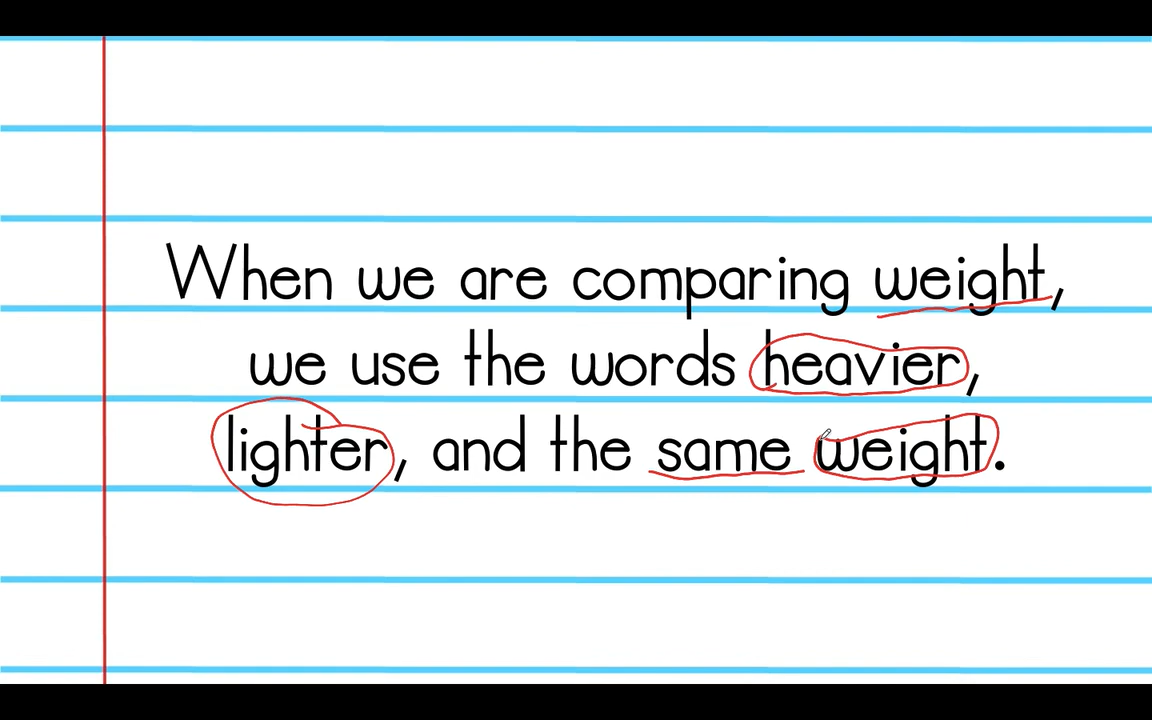 When we are comparing weight,
we use the words heavier,
lighter, and the same weight.